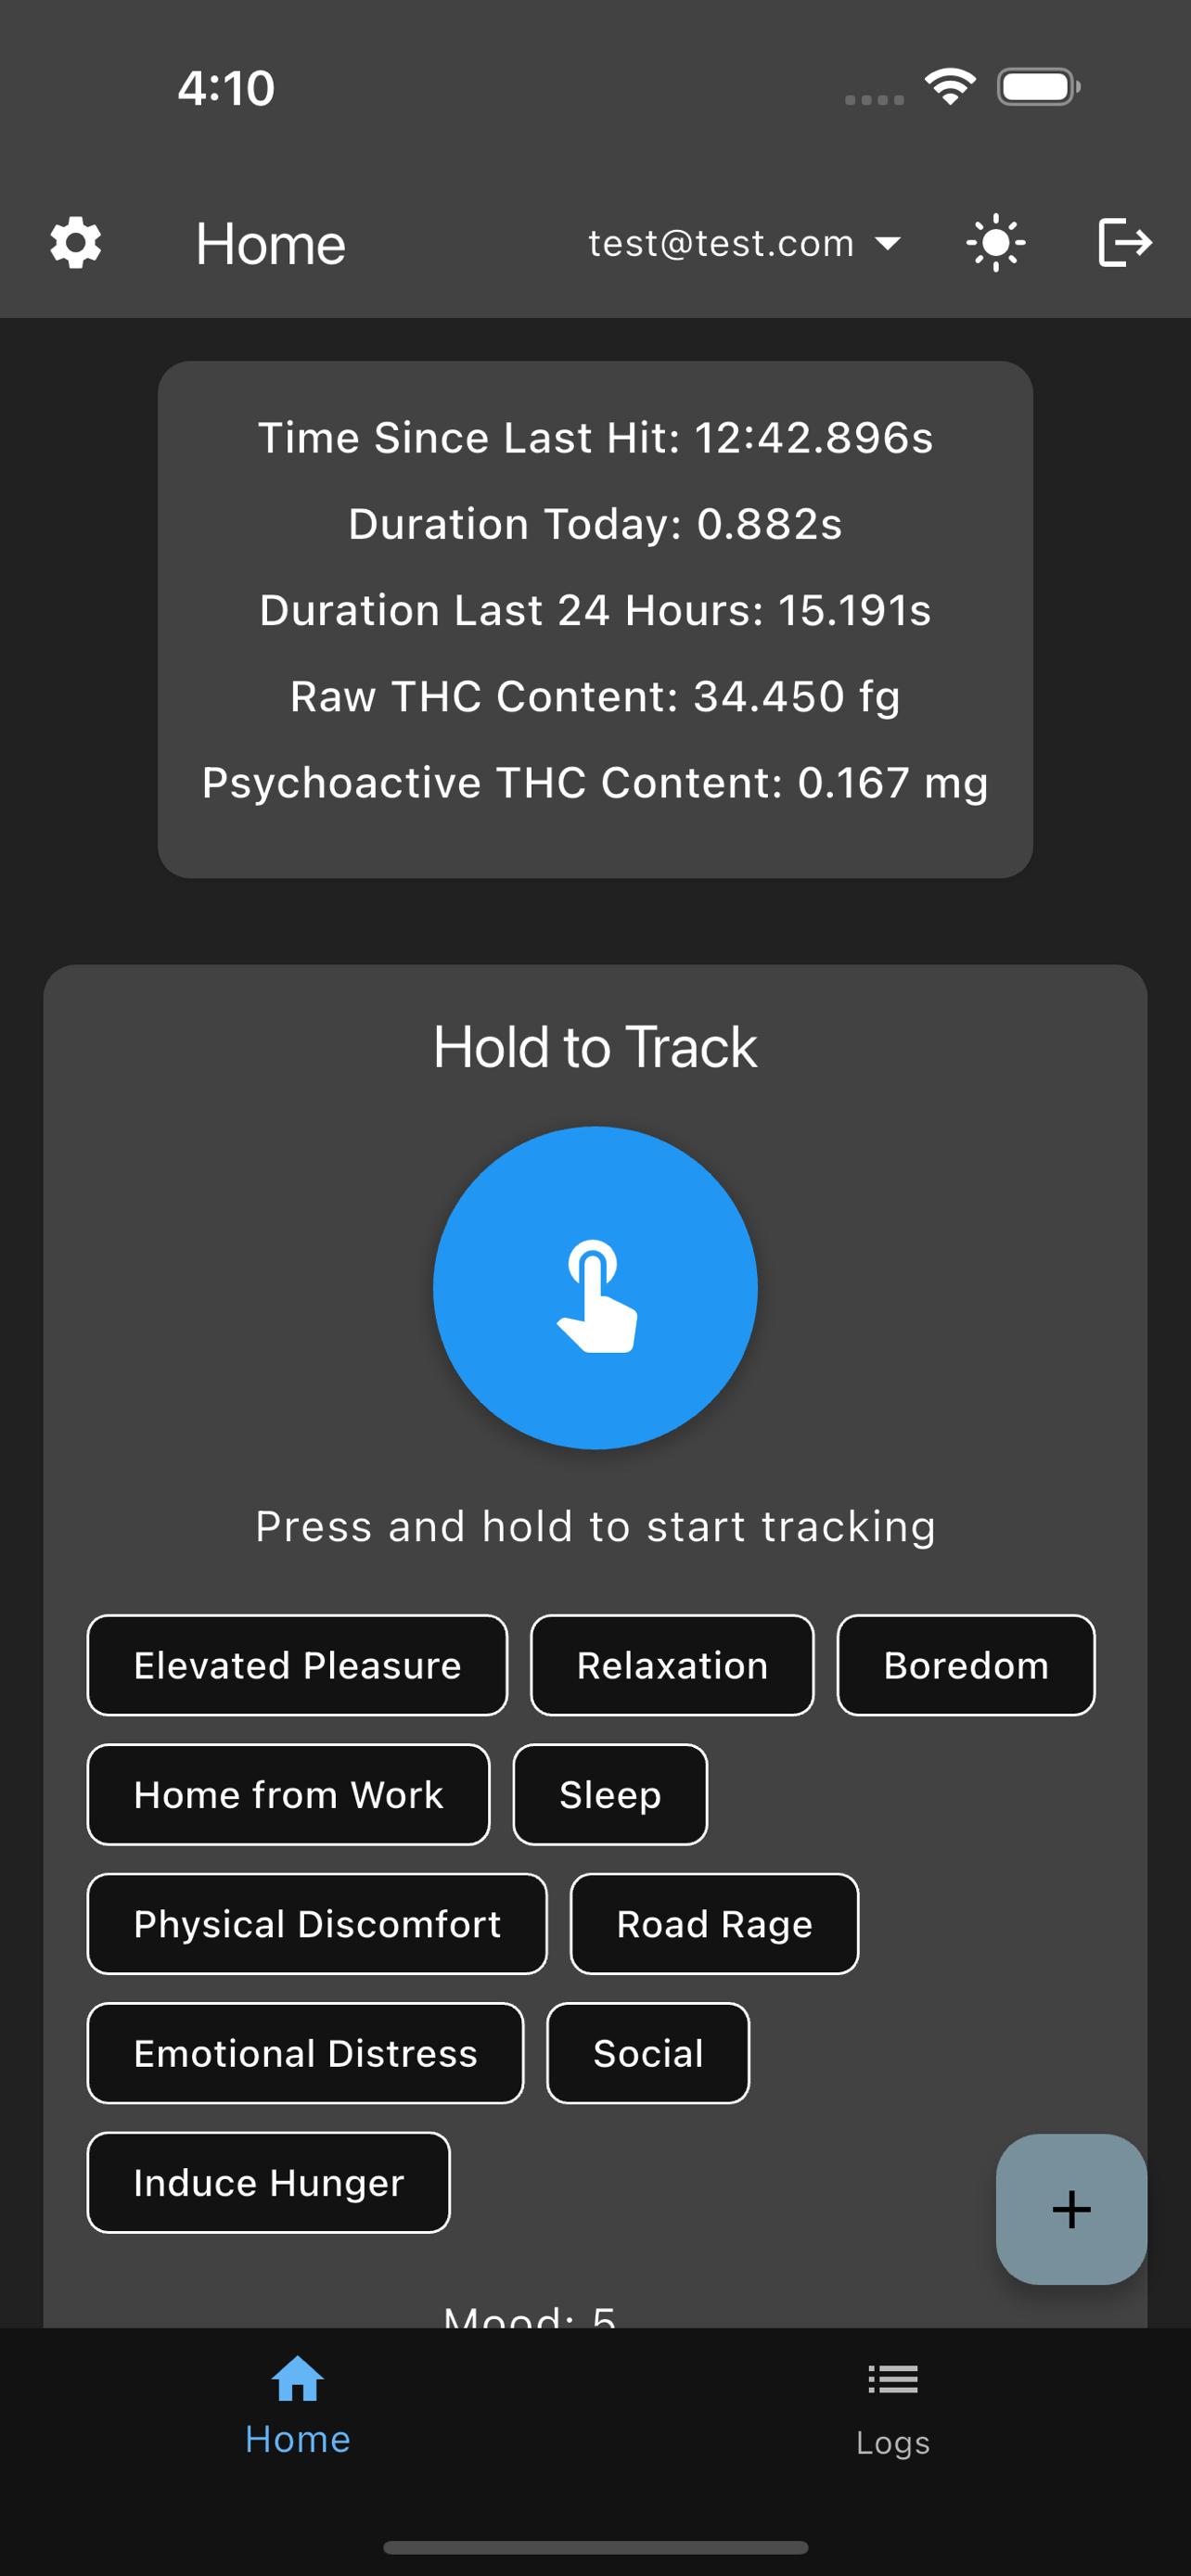 4:10
Home test@test.com
Time Since Last Hit: 12:42.896s
Duration Today: 0.882s
Duration Last 24 Hours: 15.191s
Raw THC Content: 34.450 fg
Psychoactive THC Content: 0.167 mg
Hold to Track
Press and hold to start tracking
Elevated Pleasure Relaxation Boredom
Home from Work Sleep
Physical Discomfort Road Rage
Emotional Distress Social
Induce Hunger
+
Mood: 5
Home Logs